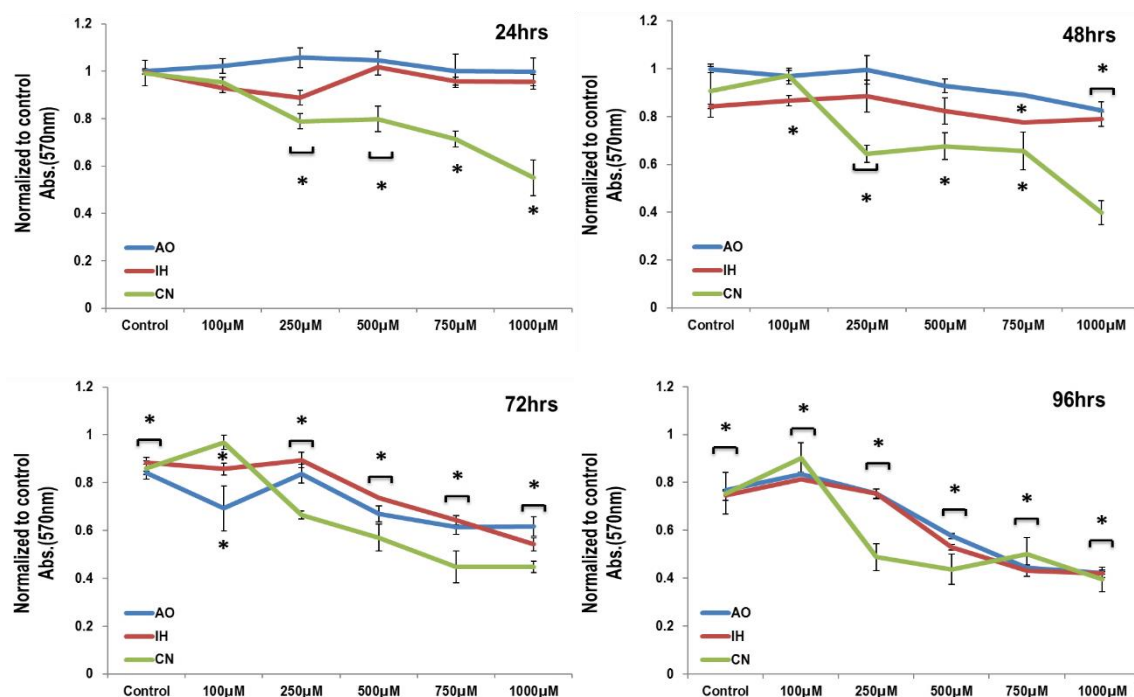 24hrs
Normalized to control
Abs.(570nm)
1.2
1
0.8
0.6
0.4
0.2
0
* * * *
AO
IH
CN
Control 100µM 250µM 500µM 750µM 1000µM
48hrs
Normalized to control
Abs.(570nm)
1.2
1
0.8
0.6
0.4
0.2
0
*
* *
* * *
AO
IH
CN
Control 100µM 250µM 500µM 750µM 1000µM
72hrs
Normalized to control
Abs.(570nm)
1.2
1
0.8
0.6
0.4
0.2
0
* * * * * *
*
AO
IH
CN
Control 100µM 250µM 500µM 750µM 1000µM
96hrs
Normalized to control
Abs.(570nm)
1.2
1
0.8
0.6
0.4
0.2
0
* * * * * *
AO
IH
CN
Control 100µM 250µM 500µM 750µM 1000µM